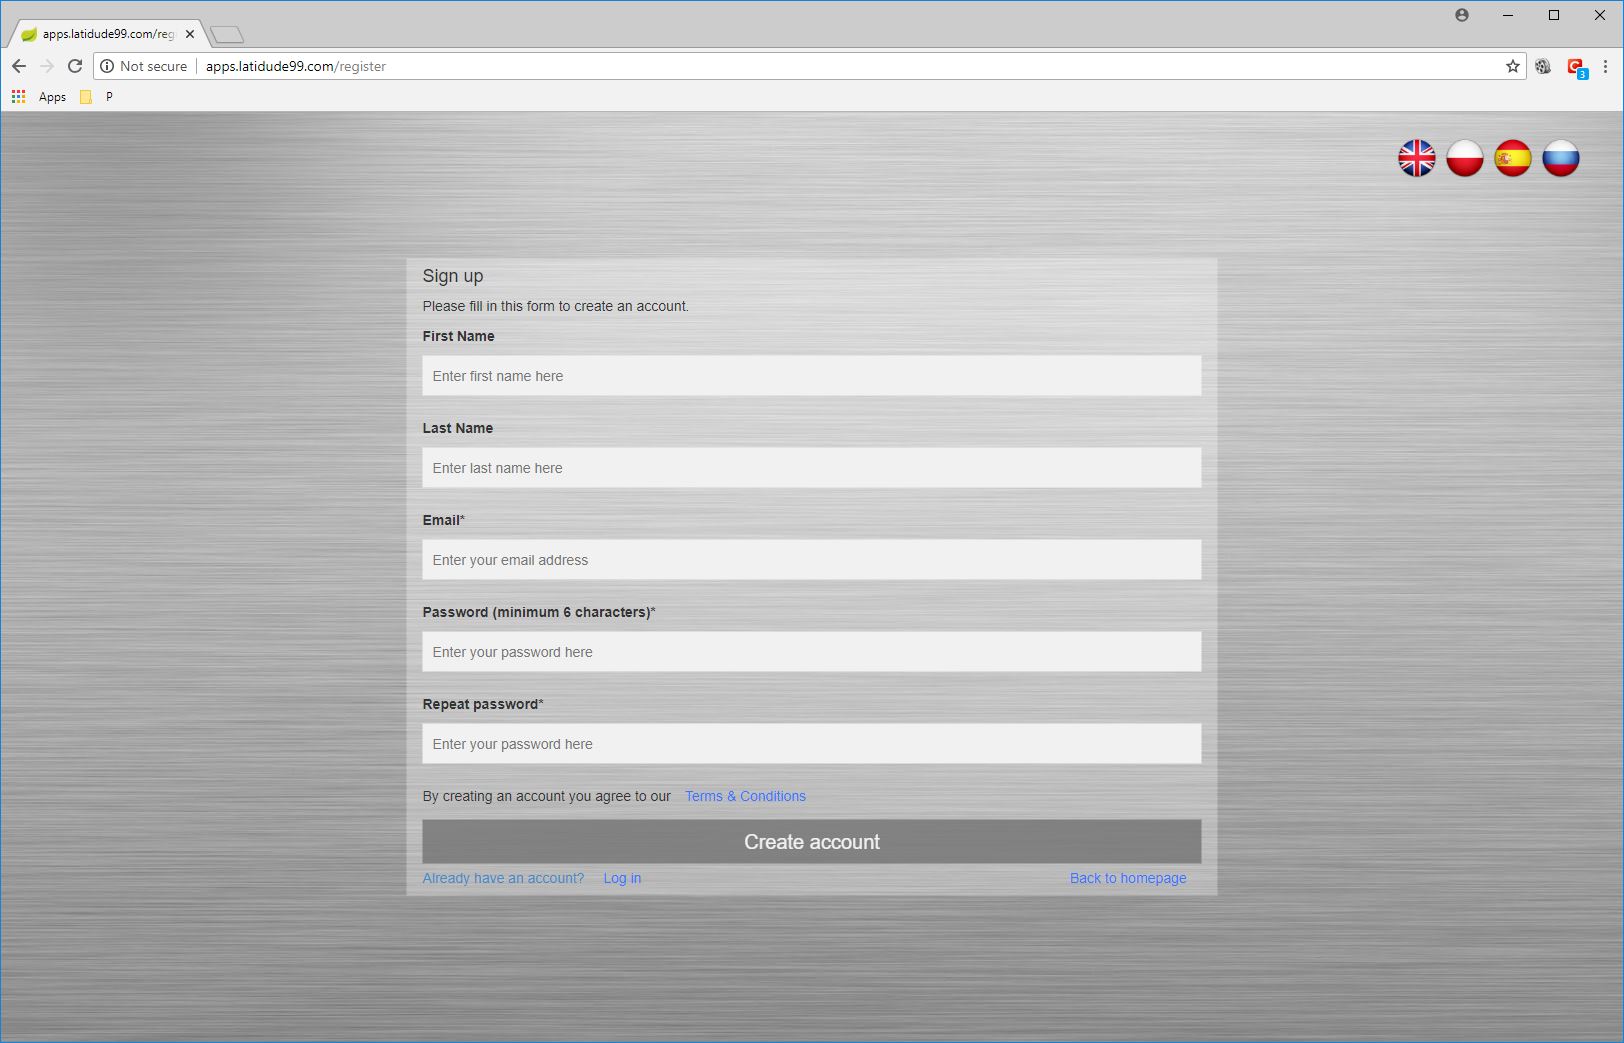 apps.latidude99.com/reg
Not secure
apps.latidude99.com/register
3
Apps
P
Sign up
Please fill in this form to create an account.
First Name
Enter first name here
Last Name
Enter last name here
Email*
Enter your email address
Password (minimum 6 characters)*
Enter your password here
Repeat password*
Enter your password here
By creating an account you agree to our Terms & Conditions
Create account
Already have an account? Log in Back to homepage